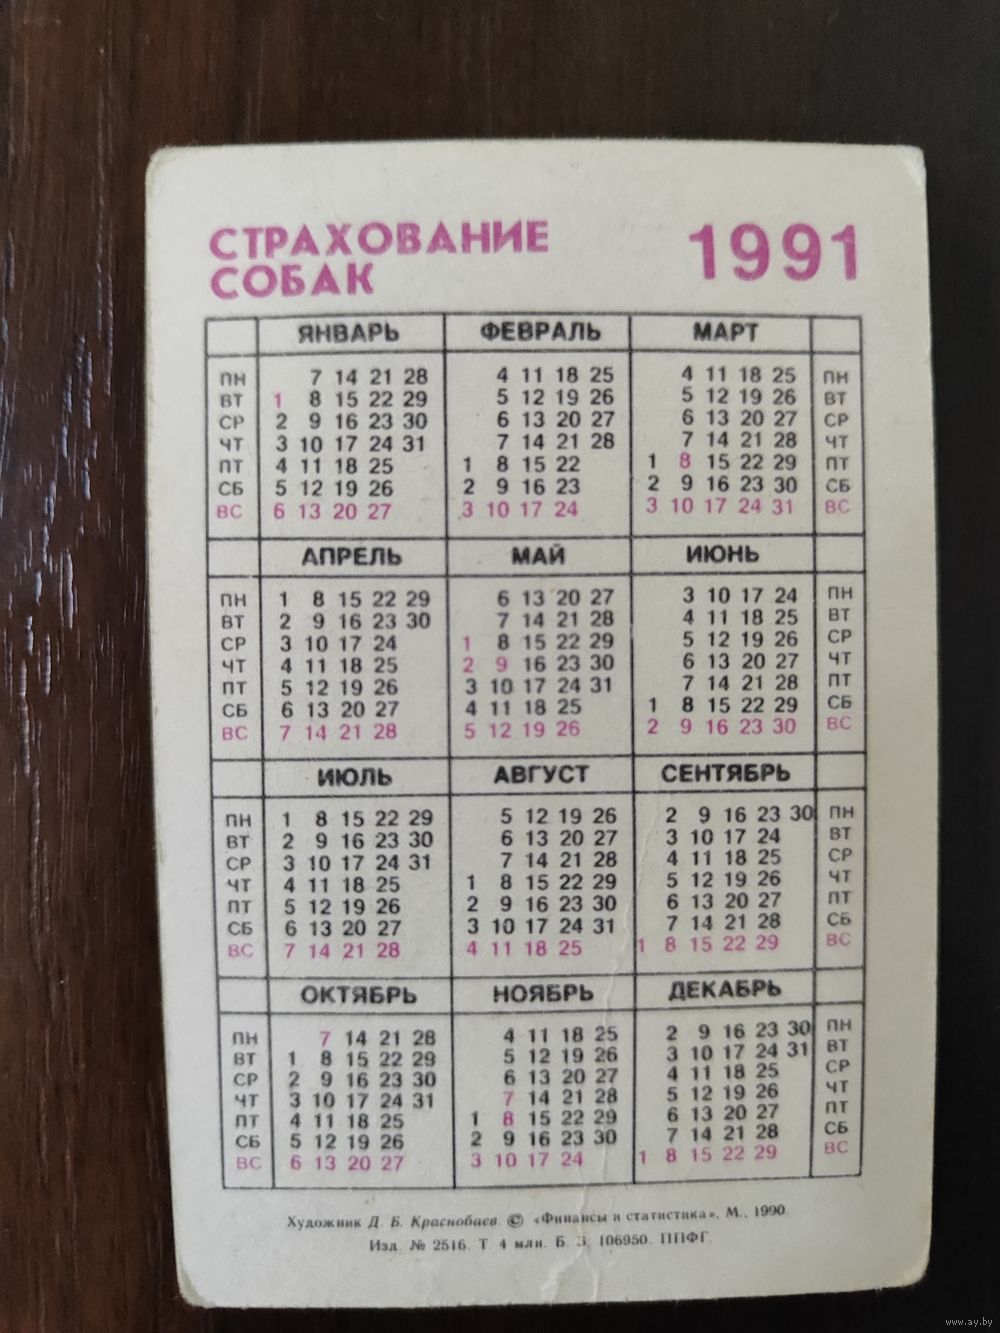 СТРАХОВАНИЕ 1991
СОБАК
ЯНВАРЬ ФЕВРАЛЬ МАРТ
ПН 7 14 21 28 4 11 18 25 4 11 18 25 ПН
ВТ 1 8 15 22 29 5 12 19 26 5 12 19 26 ВТ
СР 2 9 16 23 30 6 13 20 27 6 13 20 27 СР
ЧТ 3 10 17 24 31 7 14 21 28 7 14 21 28 ЧТ
ПТ 4 11 18 25 1 8 15 22 1 8 15 22 29 ПТ
СБ 5 12 19 26 2 9 16 23 2 9 16 23 30 СБ
ВС 6 13 20 27 3 10 17 24 3 10 17 24 31 ВС
АПРЕЛЬ МАЙ ИЮНЬ
ПН 1 8 15 22 29 6 13 20 27 3 10 17 24 ПН
ВТ 2 9 16 23 30 7 14 21 28 4 11 18 25 ВТ
СР 3 10 17 24 1 8 15 22 29 5 12 19 26 СР
ЧТ 4 11 18 25 2 9 16 23 30 6 13 20 27 ЧТ
ПТ 5 12 19 26 3 10 17 24 31 7 14 21 28 ПТ
СБ 6 13 20 27 4 11 18 25 1 8 15 22 29 СБ
ВС 7 14 21 28 5 12 19 26 2 9 16 23 30 ВС
ИЮЛЬ АВГУСТ СЕНТЯБРЬ
ПН 1 8 15 22 29 5 12 19 26 2 9 16 23 30 ПН
ВТ 2 9 16 23 30 6 13 20 27 3 10 17 24 ВТ
СР 3 10 17 24 31 7 14 21 28 4 11 18 25 СР
ЧТ 4 11 18 25 1 8 15 22 29 5 12 19 26 ЧТ
ПТ 5 12 19 26 2 9 16 23 30 6 13 20 27 ПТ
СБ 6 13 20 27 3 10 17 24 31 7 14 21 28 СБ
ВС 7 14 21 28 4 11 18 25 1 8 15 22 29 ВС
ОКТЯБРЬ НОЯБРЬ ДЕКАБРЬ
ПН 7 14 21 28 4 11 18 25 2 9 16 23 30 ПН
ВТ 1 8 15 22 29 5 12 19 26 3 10 17 24 31 ВТ
СР 2 9 16 23 30 6 13 20 27 4 11 18 25 СР
ЧТ 3 10 17 24 31 7 14 21 28 5 12 19 26 ЧТ
ПТ 4 11 18 25 1 8 15 22 29 6 13 20 27 ПТ
СБ 5 12 19 26 2 9 16 23 30 7 14 21 28 СБ
ВС 6 13 20 27 3 10 17 24 1 8 15 22 29 ВС
Художник Д. Б. Краснобаев. © «Финансы и статистика», М., 1990.
Изд. № 2516. Т 4 млн. Б. З. 106950. ППФГ.
www.ay.by